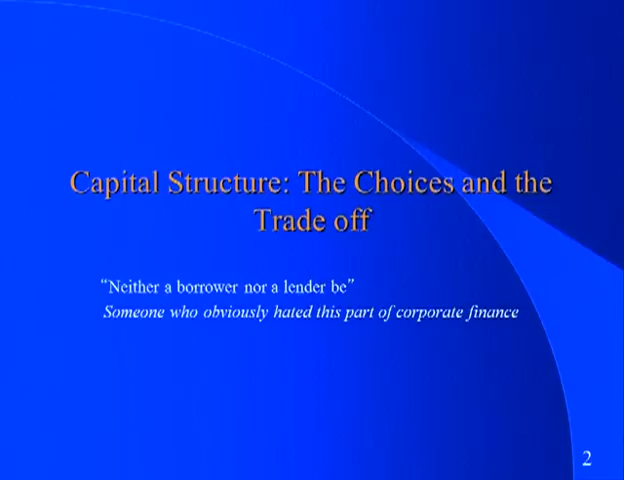 Capital Structure: The Choices and the
Trade off
“Neither a borrower nor a lender be”
Someone who obviously hated this part of corporate finance
2